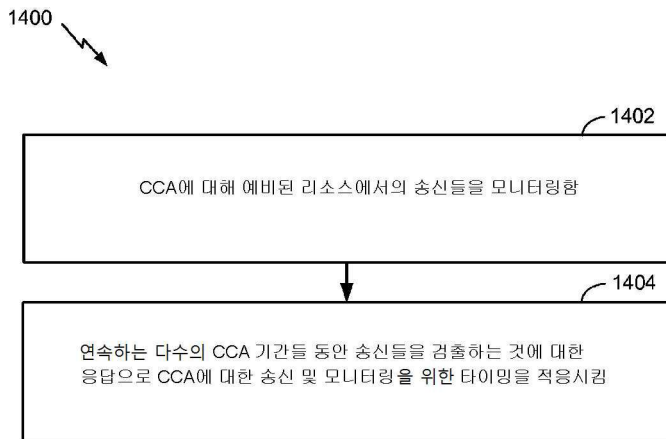 1400
1402
CCA에 대해 예비된 리소스에서의 송신들을 모니터링함
1404
연속하는 다수의 CCA 기간들 동안 송신들을 검출하는 것에 대한
응답으로 CCA에 대한 송신 및 모니터링을 위한 타이밍을 적응시킴